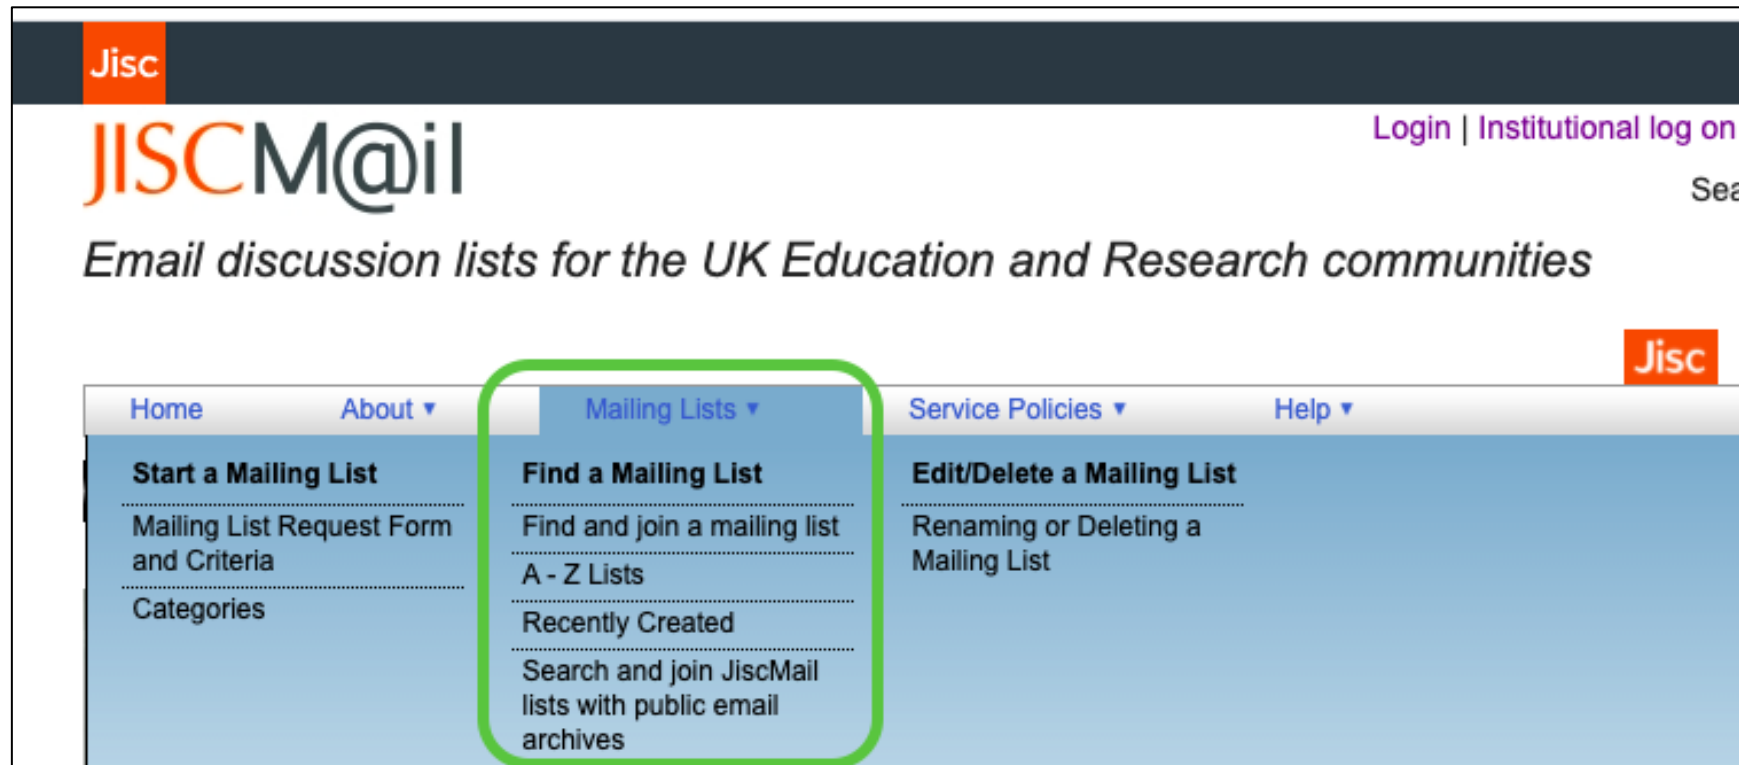 Jisc
JISCM@il
Login | Institutional log on
Email discussion lists for the UK Education and Research communities
Jisc
Home About ▾ Mailing Lists ▾ Service Policies ▾ Help ▾
Start a Mailing List
Mailing List Request Form
and Criteria
Categories
Find a Mailing List
Find and join a mailing list
A - Z Lists
Recently Created
Search and join JiscMail
lists with public email
archives
Edit/Delete a Mailing List
Renaming or Deleting a
Mailing List